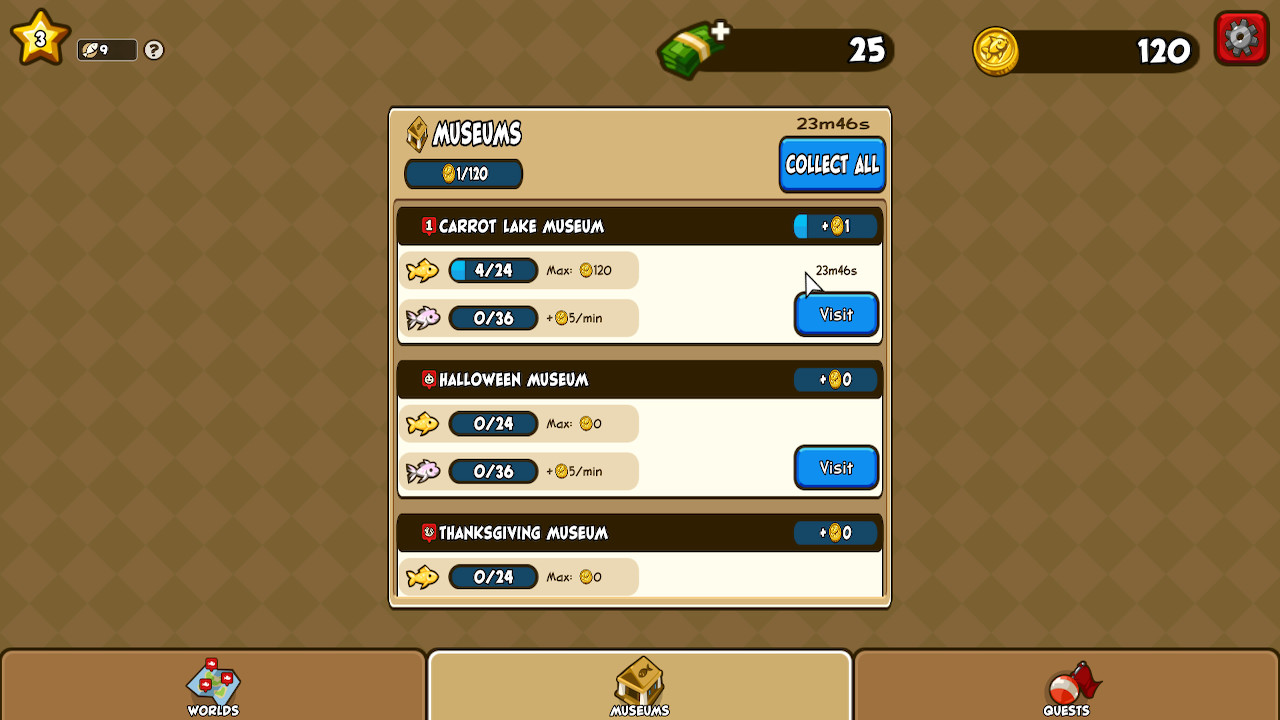 3
9
?
25
120
MUSEUMS
1/120
23m46s
COLLECT ALL
1 CARROT LAKE MUSEUM
+1
4/24
Max: 120
23m46s
0/36
+5/min
Visit
HALLOWEEN MUSEUM
+0
0/24
Max: 0
0/36
+5/min
Visit
THANKSGIVING MUSEUM
+0
0/24
Max: 0
WORLDS
MUSEUMS
QUESTS